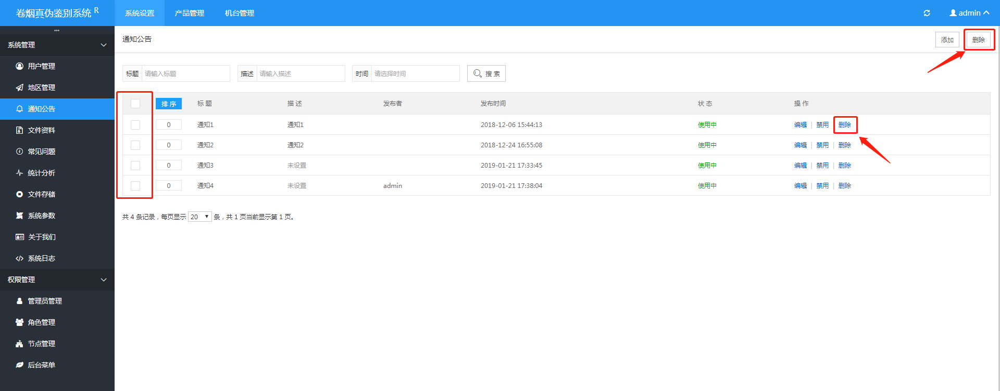 卷烟真伪鉴别系统 R
系统设置 产品管理 机台管理 admin
系统管理
用户管理
地区管理
通知公告
文件资料
常见问题
统计分析
文件存储
系统参数
关于我们
系统日志
权限管理
管理员管理
角色管理
节点管理
后台菜单
通知公告 添加 删除
标题 请输入标题 描述 请输入描述 时间 请选择时间 搜 索
排 序 标 题 描 述 发布者 发布时间 状 态 操 作
0 通知1 通知1 2018-12-06 15:44:13 使用中 编辑 | 禁用 删除
0 通知2 通知2 2018-12-24 16:55:08 使用中 编辑 | 禁用 | 删除
0 通知3 未设置 2019-01-21 17:33:45 使用中 编辑 | 禁用 | 删除
0 通知4 未设置 admin 2019-01-21 17:38:04 使用中 编辑 | 禁用 | 删除
共 4 条记录，每页显示 20 条，共 1 页当前显示第 1 页。